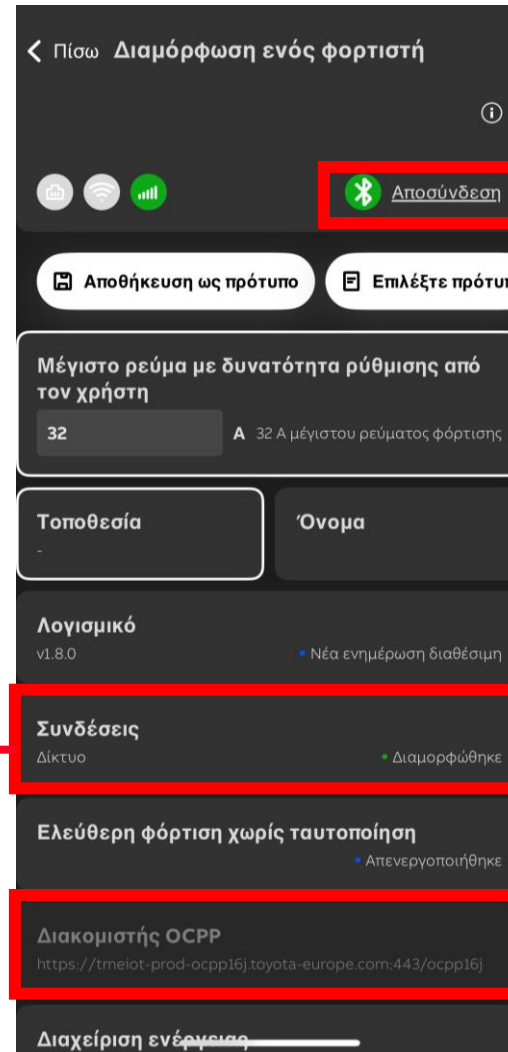 Πίσω Διαμόρφωση ενός φορτιστή
Αποσύνδεση
Αποθήκευση ως πρότυπο Επιλέξτε
Μέγιστο ρεύμα με δυνατότητα ρύθμισης από
τον χρήστη
32 A 32 A μέγιστου ρεύματος φόρτισης
Τοποθεσία Όνομα
-
Λογισμικό
v1.8.0 • Νέα ενημέρωση διαθέσιμη
Συνδέσεις
Δίκτυο • Διαμορφώθηκε
Ελεύθερη φόρτιση χωρίς ταυτοποίηση
• Απενεργοποιήθηκε
Διακομιστής OCPP
https://tmeiot-prod-ocpp16j.toyota-europe.com:443/ocpp16j
Διαχείριση ενέργειας